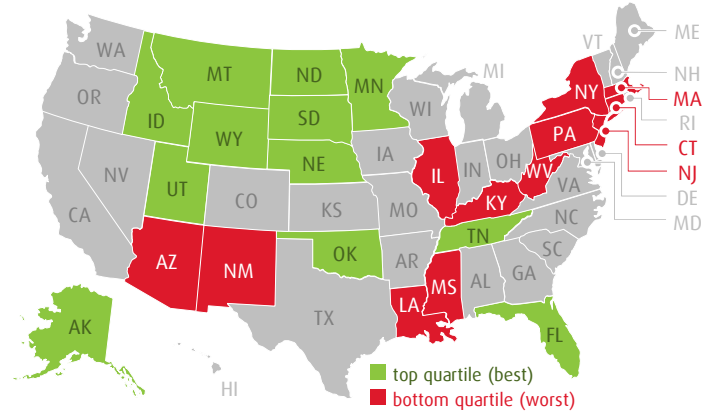 WA
MT
ND
MN
VT
ME
MI
NH
OR
ID
SD
WI
NY
MA
WY
RI
NE
IA
PA
CT
NV
UT
IL
IN
OH
NJ
CO
WV
VA
DE
CA
KS
MO
KY
MD
NC
TN
AZ
NM
OK
AR
SC
MS
AL
GA
LA
TX
AK
FL
HI
top quartile (best)
bottom quartile (worst)